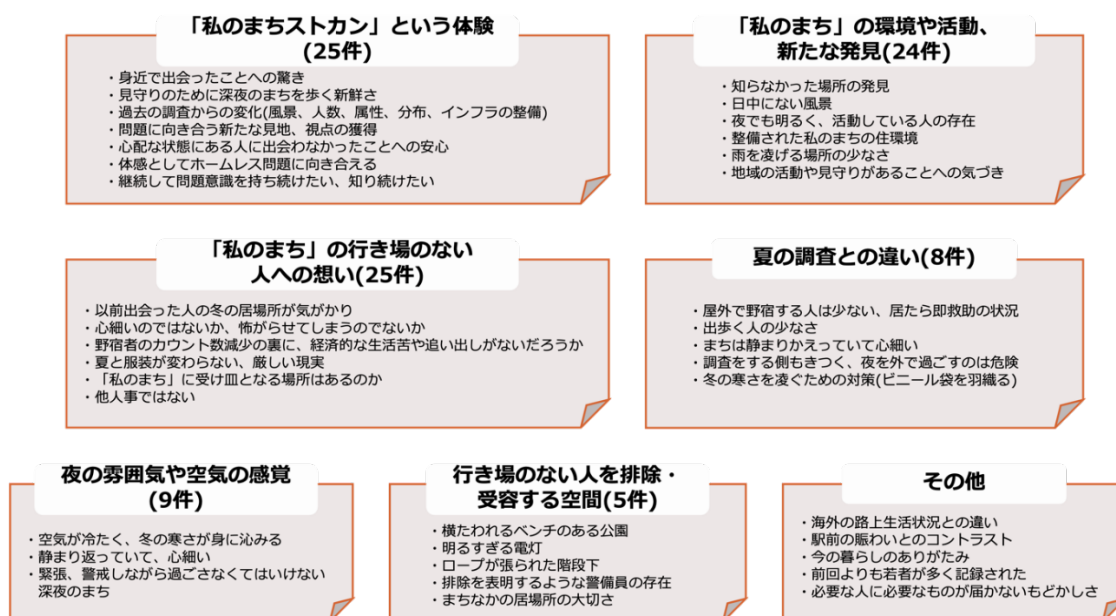 「私のまちストカン」という体験
(25件)
・身近で出会ったことへの驚き
・見守りのために深夜のまちを歩く新鮮さ
・過去の調査からの変化(風景、人数、属性、分布、インフラの整備)
・問題に向き合う新たな見地、視点の獲得
・心配な状態にある人に出会わなかったことへの安心
・体感としてホームレス問題に向き合える
・継続して問題意識を持ち続けたい、知り続けたい
「私のまち」の環境や活動、
新たな発見(24件)
・知らなかった場所の発見
・日中にない風景
・夜でも明るく、活動している人の存在
・整備された私のまちの住環境
・雨を凌げる場所の少なさ
・地域の活動や見守りがあることへの気づき
「私のまち」の行き場のない
人への想い(25件)
・以前出会った人の冬の居場所が気がかり
・心細いのではないか、怖がらせてしまうのでないか
・野宿者のカウント数減少の裏に、経済的な生活苦や追い出しがないだろうか
・夏と服装が変わらない、厳しい現実
・「私のまち」に受け皿となる場所はあるのか
・他人事ではない
夏の調査との違い(8件)
・屋外で野宿する人は少ない、居たら即救助の状況
・出歩く人の少なさ
・まちは静まりかえっていて心細い
・調査をする側もきつく、夜を外で過ごすのは危険
・冬の寒さを凌ぐための対策(ビニール袋を羽織る)
夜の雰囲気や空気の感覚
(9件)
・空気が冷たく、冬の寒さが身に沁みる
・静まり返っていて、心細い
・緊張、警戒しながら過ごさなくてはいけない
深夜のまち
行き場のない人を排除・
受容する空間(5件)
・横たわれるベンチのある公園
・明るすぎる電灯
・ロープが張られた階段下
・排除を表明するような警備員の存在
・まちなかの居場所の大切さ
その他
・海外の路上生活状況との違い
・駅前の賑わいとのコントラスト
・今の暮らしのありがたみ
・前回よりも若者が多く記録された
・必要な人に必要なものが届かないもどかしさ